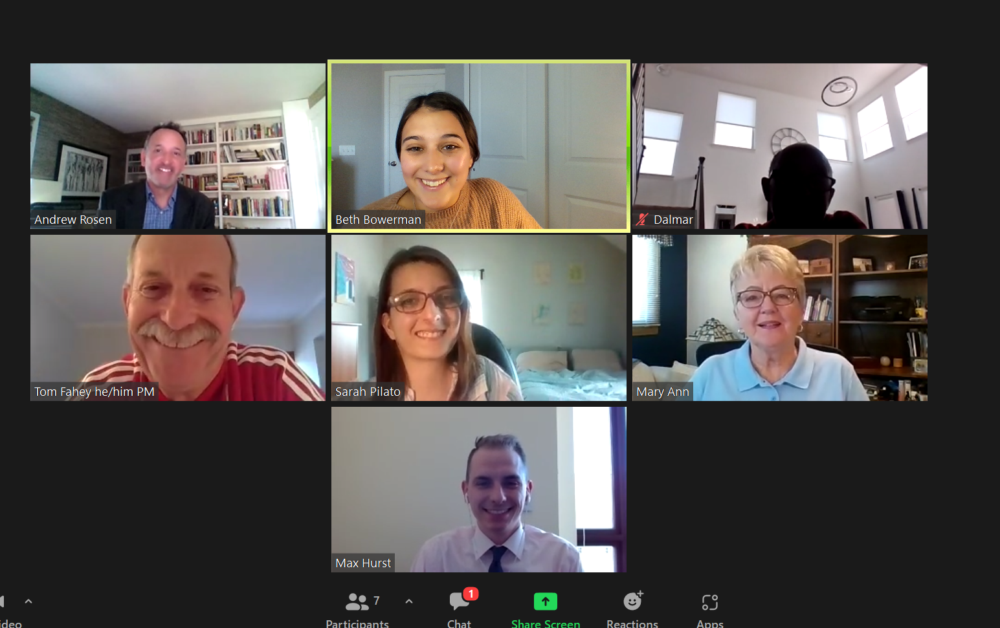 Andrew Rosen
Beth Bowerman
Dalmar
Tom Fahey he/him PM
Sarah Pilato
Mary Ann
Max Hurst
7
1
ideo
Participants
Chat
Share Screen
Reactions
Apps